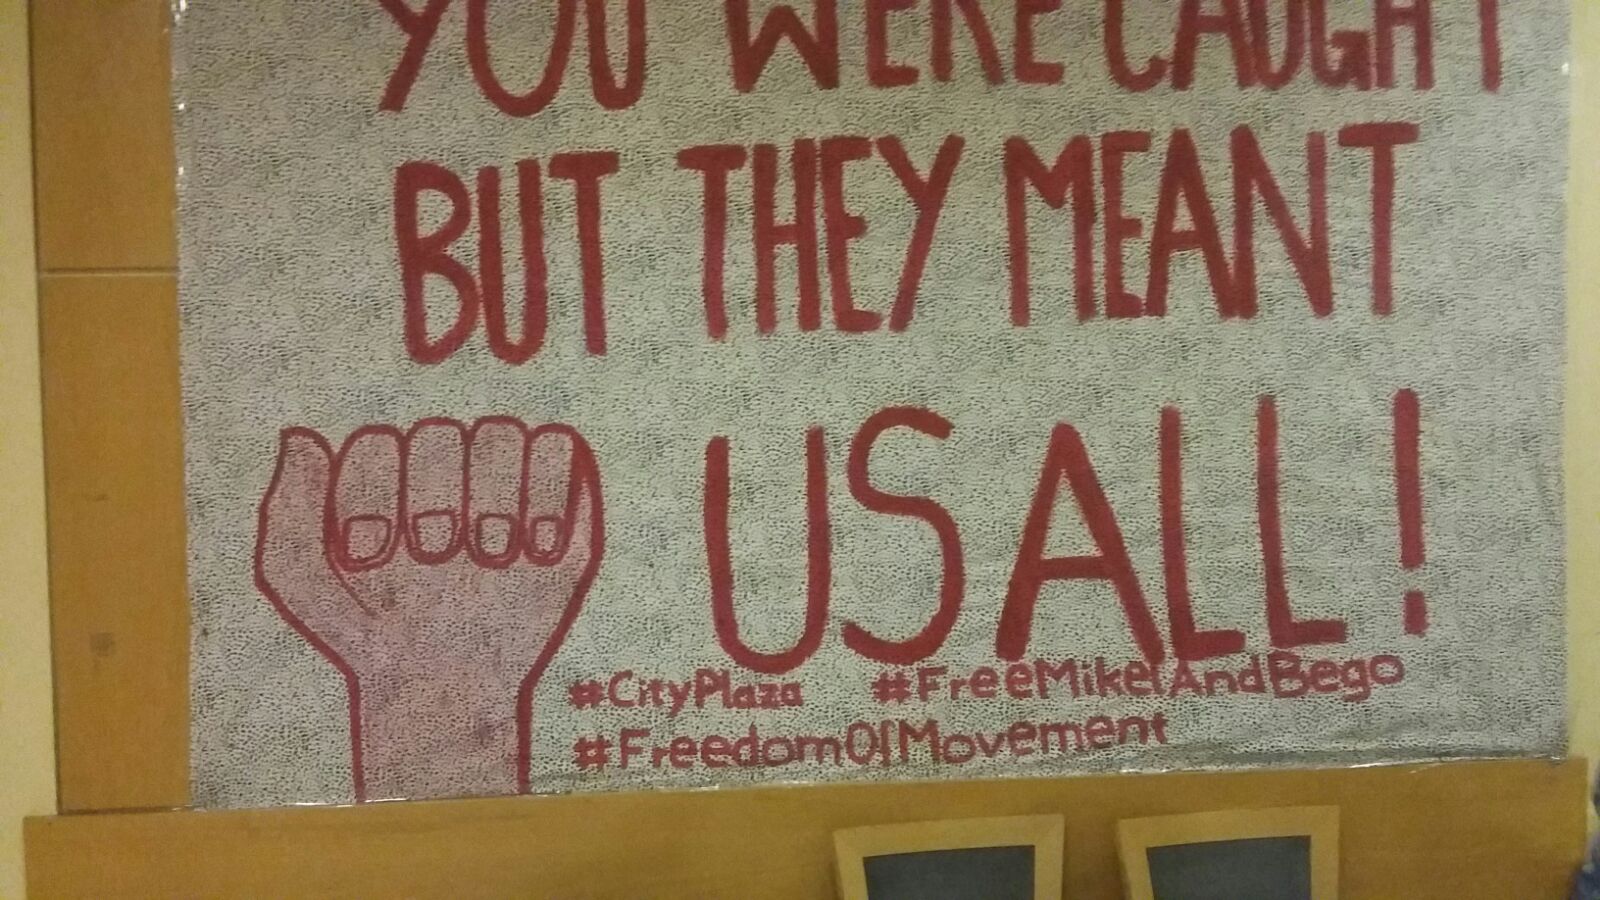 YOU WERE CAUGHT
BUT THEY MEANT
US ALL!
#CityPlaza #FreeMikelAndBego
#FreedomOfMovement